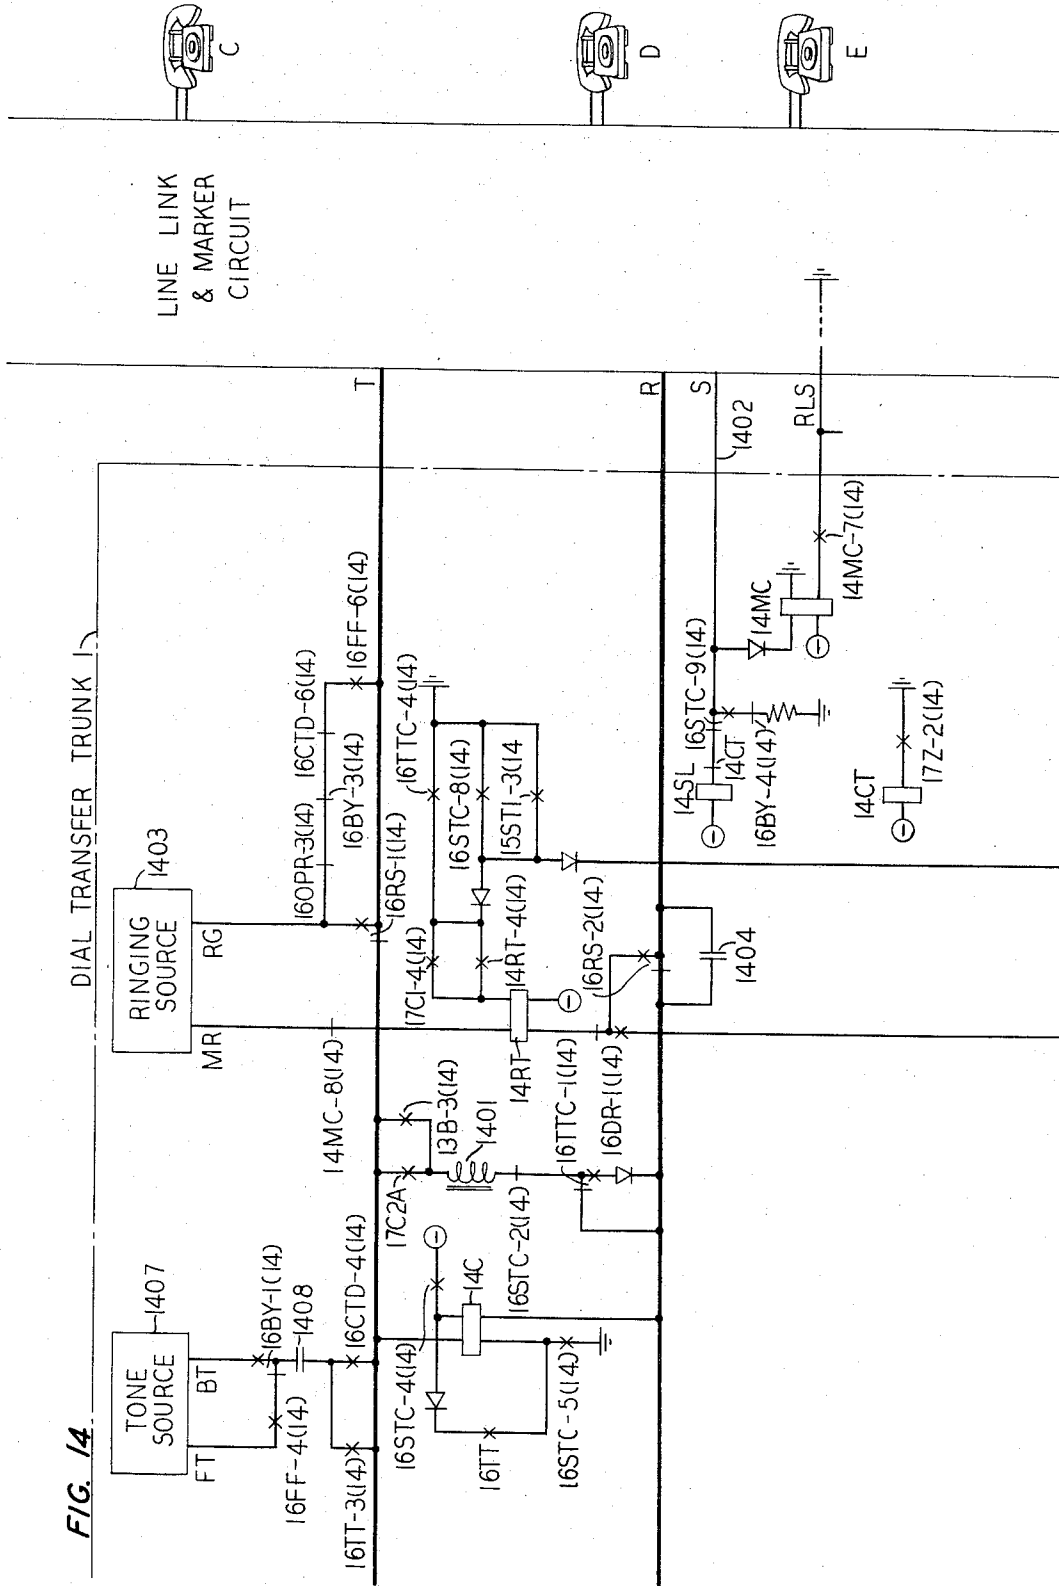 FIG. 14
DIAL TRANSFER TRUNK 1
TONE
SOURCE
1407
FT
BT
16BY-1(14)
16FF-4(14)
1408
16TT-3(14)
16CTD-4(14)
RINGING
SOURCE
1403
MR
RG
16OPR-3(14)
16CTD-6(14)
16BY-3(14)
16FF-6(14)
14MC-8(14)
16RS-1(14)
T
LINE LINK
& MARKER
CIRCUIT
C
D
E
16STC-4(14)
14C
16TT
16STC-5(14)
17C2A
13B-3(14)
1401
16STC-2(14)
16TTC-1(14)
16DR-1(14)
17C1-4(14)
14RT-4(14)
14RT
16TTC-4(14)
16STC-8(14)
15ST1-3(14
16RS-2(14)
1404
R
S
1402
RLS
14SL
14CT
16STC-9(14)
16BY-4(14)
14MC
14MC-7(14)
14CT
17Z-2(14)